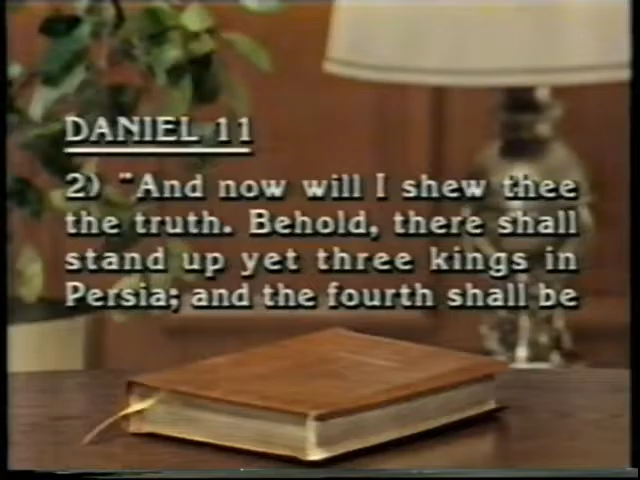 DANIEL 11
2) "And now will I shew thee
the truth. Behold, there shall
stand up yet three kings in
Persia; and the fourth shall be